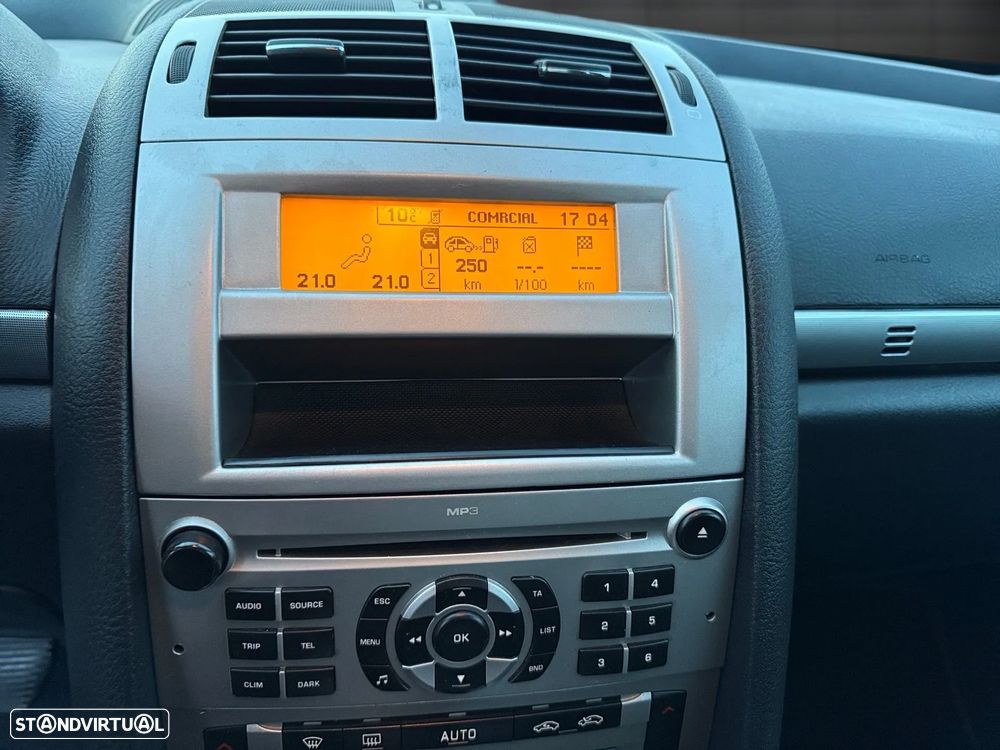 10°C COMRCIAL 17 04
1
250 --.- ----
21.0 21.0 2 km 1/100 km
AIRBAG
MP3
AUDIO SOURCE ESC TA 1 4
TRIP TEL MENU OK LIST 2 5
CLIM DARK BND 3 6
AUTO
STANDVIRTUAL